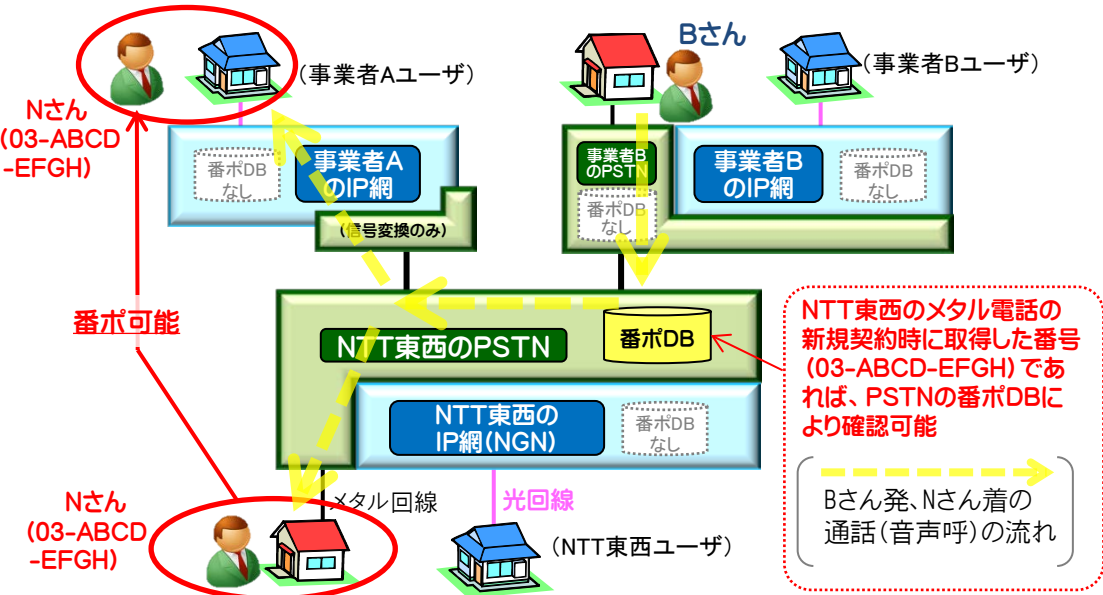 Bさん
(事業者Aユーザ)
(事業者Bユーザ)
Nさん
(03-ABCD
-EFGH)
番ポDB
なし
事業者A
のIP網
(信号変換のみ)
事業者B
のPSTN
番ポDB
なし
事業者B
のIP網
番ポDB
なし
番ポ可能
NTT東西のPSTN
番ポDB
NTT東西の
IP網(NGN)
番ポDB
なし
NTT東西のメタル電話の
新規契約時に取得した番号
(03-ABCD-EFGH)であ
れば、PSTNの番ポDBに
より確認可能
Bさん発、Nさん着の
通話(音声呼)の流れ
Nさん
(03-ABCD
-EFGH)
メタル回線
光回線
(NTT東西ユーザ)